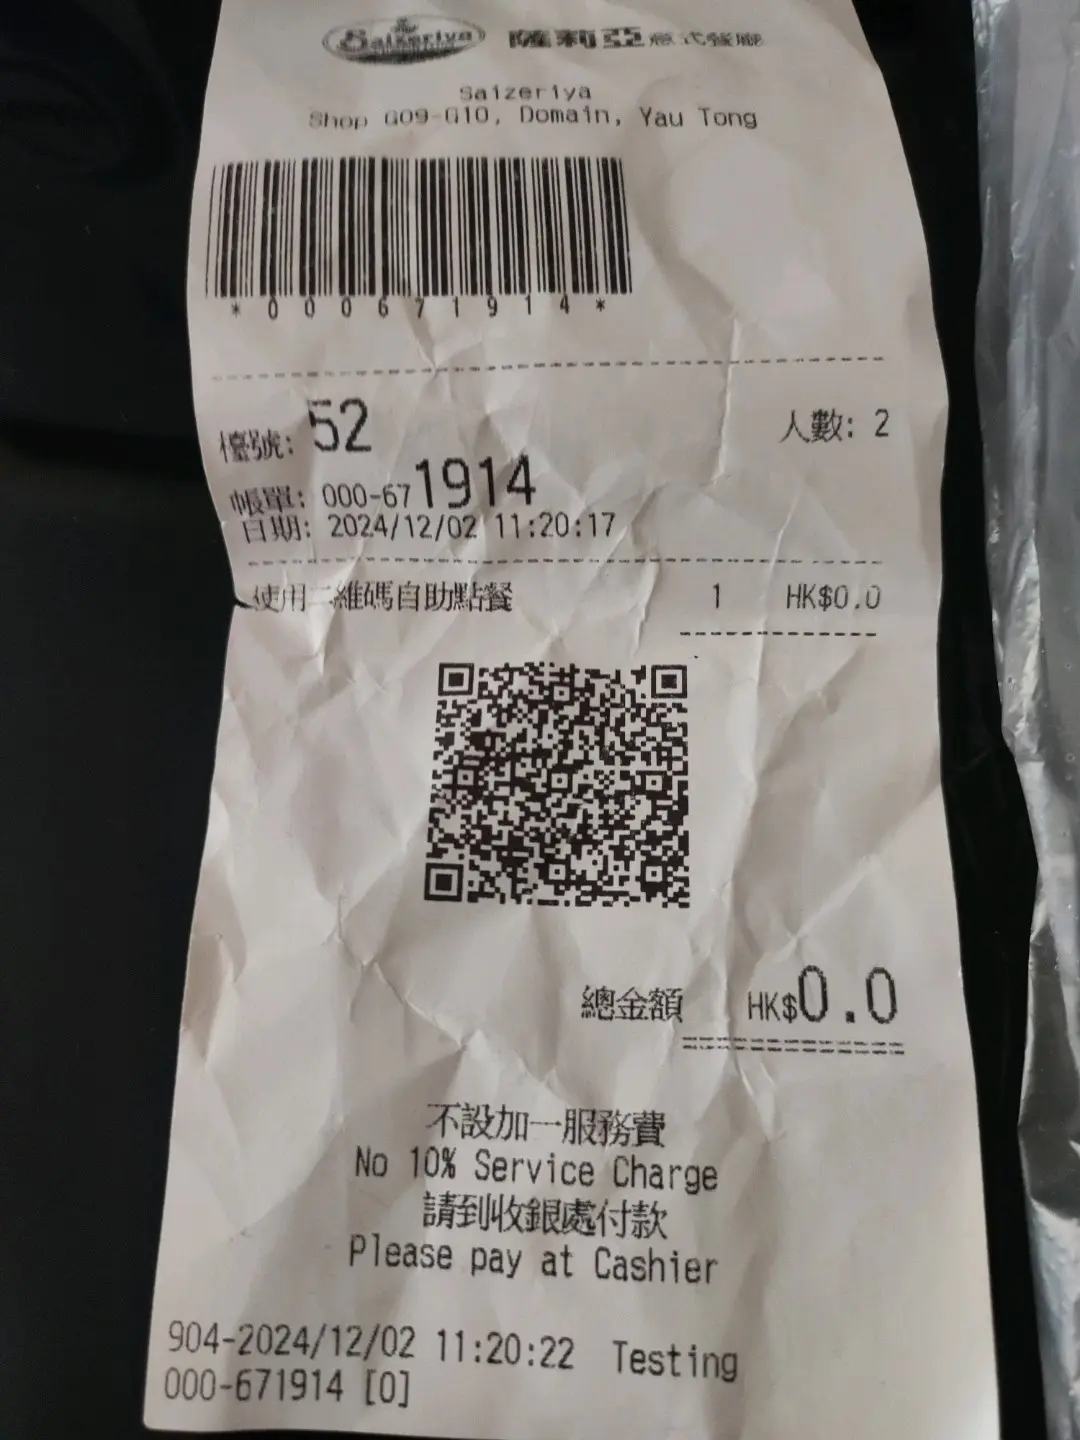 Saizeriya 薩莉亞意式餐廳
Saizeriya
Shop G09-G10, Domain, Yau Tong
*000671914*
檯號: 52 人數: 2
帳單: 000-671914
日期: 2024/12/02 11:20:17
使用二維碼自助點餐 1 HK$0.0
總金額 HK$0.0
不設加一服務費
No 10% Service Charge
請到收銀處付款
Please pay at Cashier
904-2024/12/02 11:20:22 Testing
000-671914 [0]